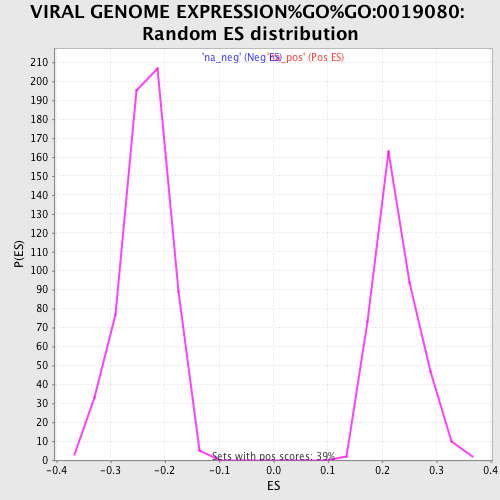 VIRAL GENOME EXPRESSION%GO%GO:0019080:
Random ES distribution
'na_neg' (Neg ES)
'na_pos' (Pos ES)
210
200
190
180
170
160
150
140
130
120
110
100
90
80
70
60
50
40
30
20
10
0
P(ES)
Sets with pos scores: 39%
-0.4 -0.3 -0.2 -0.1 0.0 0.1 0.2 0.3 0.4
ES